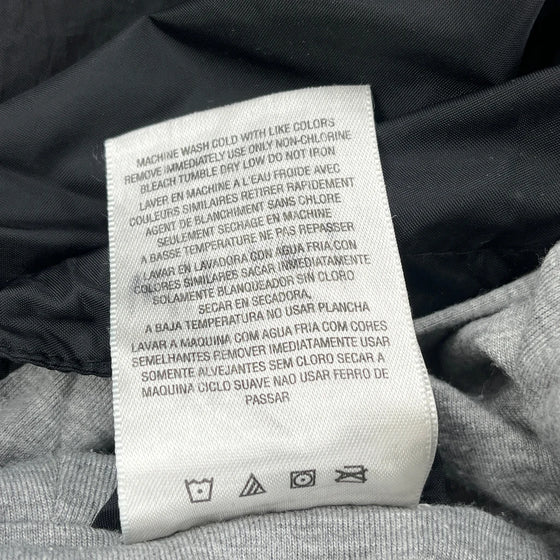 MACHINE WASH COLD WITH LIKE COLORS
REMOVE IMMEDIATELY USE ONLY NON-CHLORINE
BLEACH TUMBLE DRY LOW DO NOT IRON
LAVER EN MACHINE A L'EAU FROIDE AVEC
COULEURS SIMILAIRES RETIRER RAPIDEMENT
AGENT DE BLANCHIMENT SANS CHLORE
SEULEMENT SECHAGE EN MACHINE
A BASSE TEMPERATURE NE PAS REPASSER
LAVAR EN LAVADORA CON AGUA FRIA CON
COLORES SIMILARES SACAR IMMEDIATAMENTE
SOLAMENTE BLANQUEADOR SIN CLORO
SECAR EN SECADORA,
A BAJA TEMPERATURA NO USAR PLANCHA
LAVAR A MAQUINA COM AGUA FRIA COM CORES
SEMELHANTES REMOVER IMEDIATAMENTE USAR
SOMENTE ALVEJANTES SEM CLORO SECAR A
MAQUINA CICLO SUAVE NAO USAR FERRO DE
PASSAR